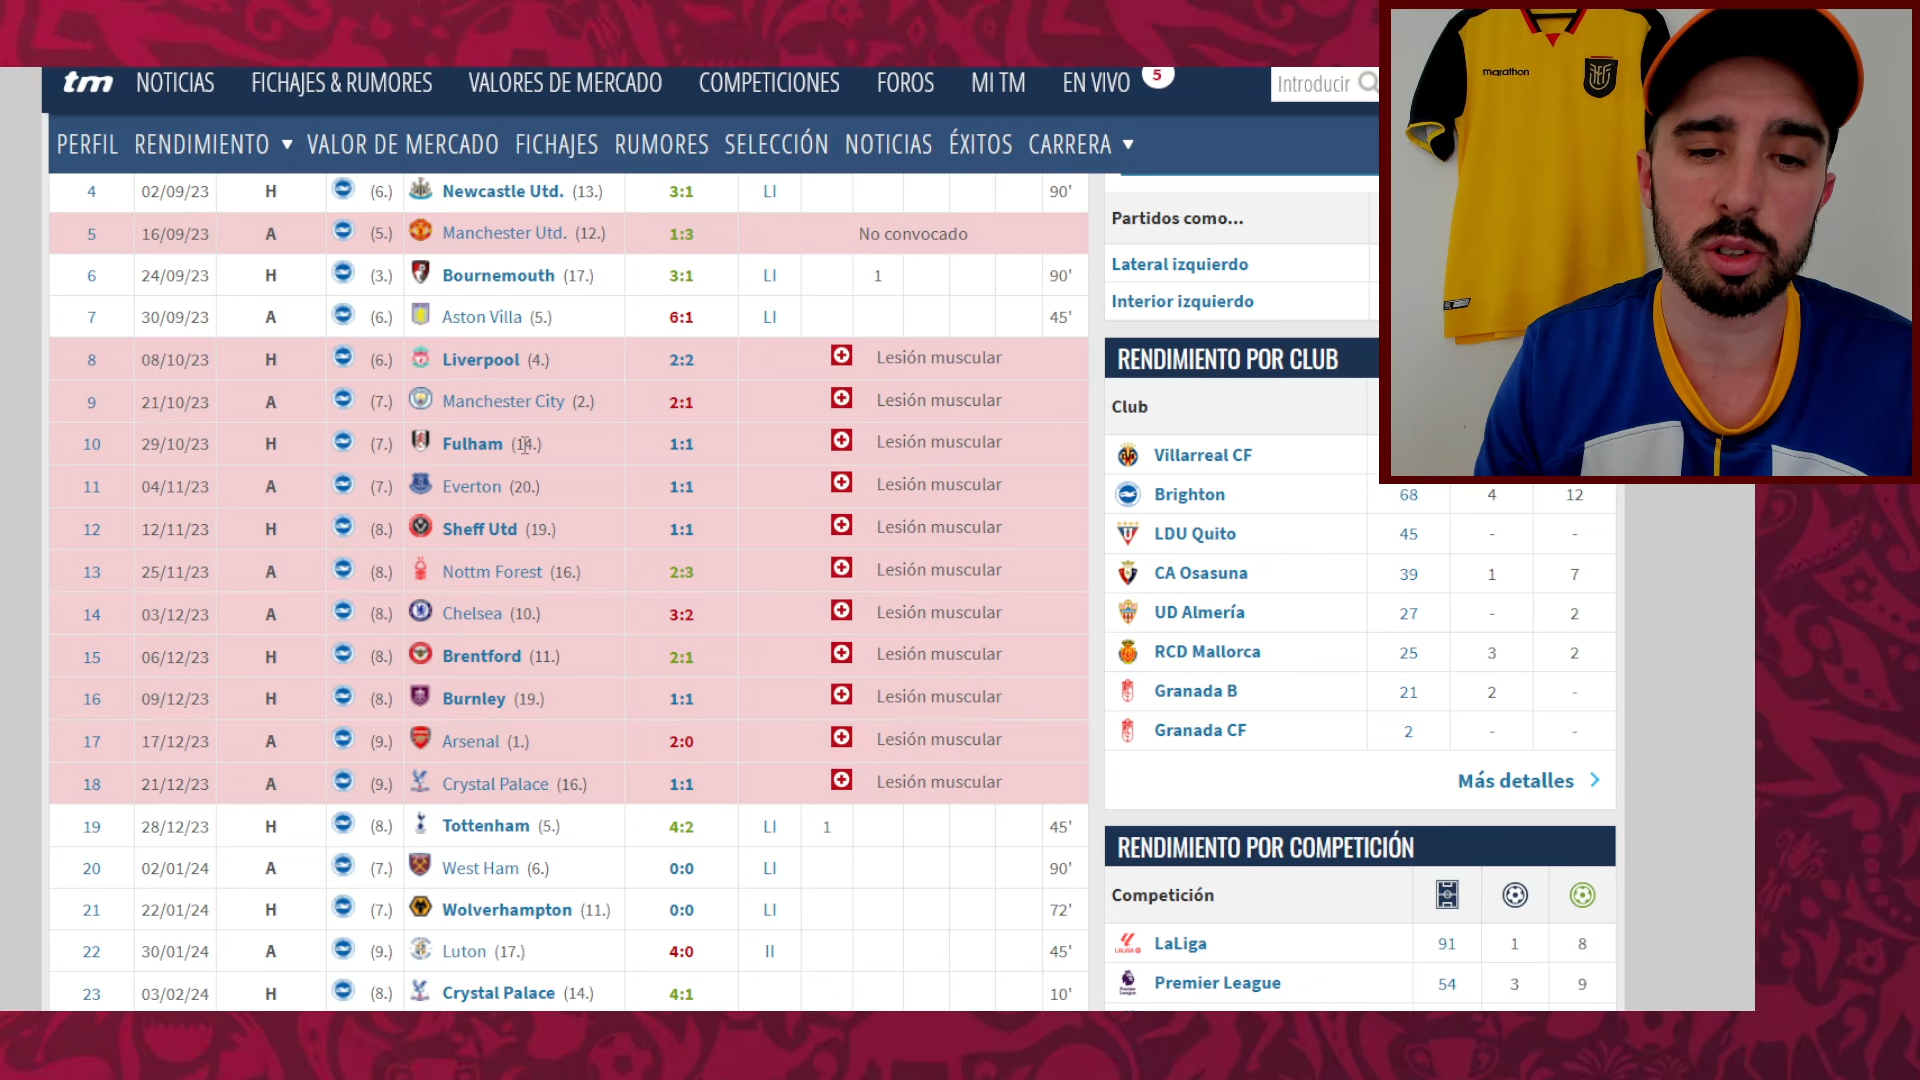 tm NOTICIAS FICHAJES & RUMORES VALORES DE MERCADO COMPETICIONES FOROS MI TM EN VIVO 5 Introducir
PERFIL RENDIMIENTO VALOR DE MERCADO FICHAJES RUMORES SELECCIÓN NOTICIAS ÉXITOS CARRERA
4 02/09/23 H (6.) Newcastle Utd. (13.) 3:1 LI 90'
5 16/09/23 A (5.) Manchester Utd. (12.) 1:3 No convocado
6 24/09/23 H (3.) Bournemouth (17.) 3:1 LI 1 90'
7 30/09/23 A (6.) Aston Villa (5.) 6:1 LI 45'
8 08/10/23 H (6.) Liverpool (4.) 2:2 Lesión muscular
9 21/10/23 A (7.) Manchester City (2.) 2:1 Lesión muscular
10 29/10/23 H (7.) Fulham (14.) 1:1 Lesión muscular
11 04/11/23 A (7.) Everton (20.) 1:1 Lesión muscular
12 12/11/23 H (8.) Sheff Utd (19.) 1:1 Lesión muscular
13 25/11/23 A (8.) Nottm Forest (16.) 2:3 Lesión muscular
14 03/12/23 A (8.) Chelsea (10.) 3:2 Lesión muscular
15 06/12/23 H (8.) Brentford (11.) 2:1 Lesión muscular
16 09/12/23 H (8.) Burnley (19.) 1:1 Lesión muscular
17 17/12/23 A (9.) Arsenal (1.) 2:0 Lesión muscular
18 21/12/23 A (9.) Crystal Palace (16.) 1:1 Lesión muscular
19 28/12/23 H (8.) Tottenham (5.) 4:2 LI 1 45'
20 02/01/24 A (7.) West Ham (6.) 0:0 LI 90'
21 22/01/24 H (7.) Wolverhampton (11.) 0:0 LI 72'
22 30/01/24 A (9.) Luton (17.) 4:0 II 45'
23 03/02/24 H (8.) Crystal Palace (14.) 4:1 10'
Partidos como...
Lateral izquierdo
Interior izquierdo
RENDIMIENTO POR CLUB
Club
Villarreal CF
Brighton 68 4 12
LDU Quito 45 - -
CA Osasuna 39 1 7
UD Almería 27 - 2
RCD Mallorca 25 3 2
Granada B 21 2 -
Granada CF 2 - -
Más detalles
RENDIMIENTO POR COMPETICIÓN
Competición
LaLiga 91 1 8
Premier League 54 3 9
marathon